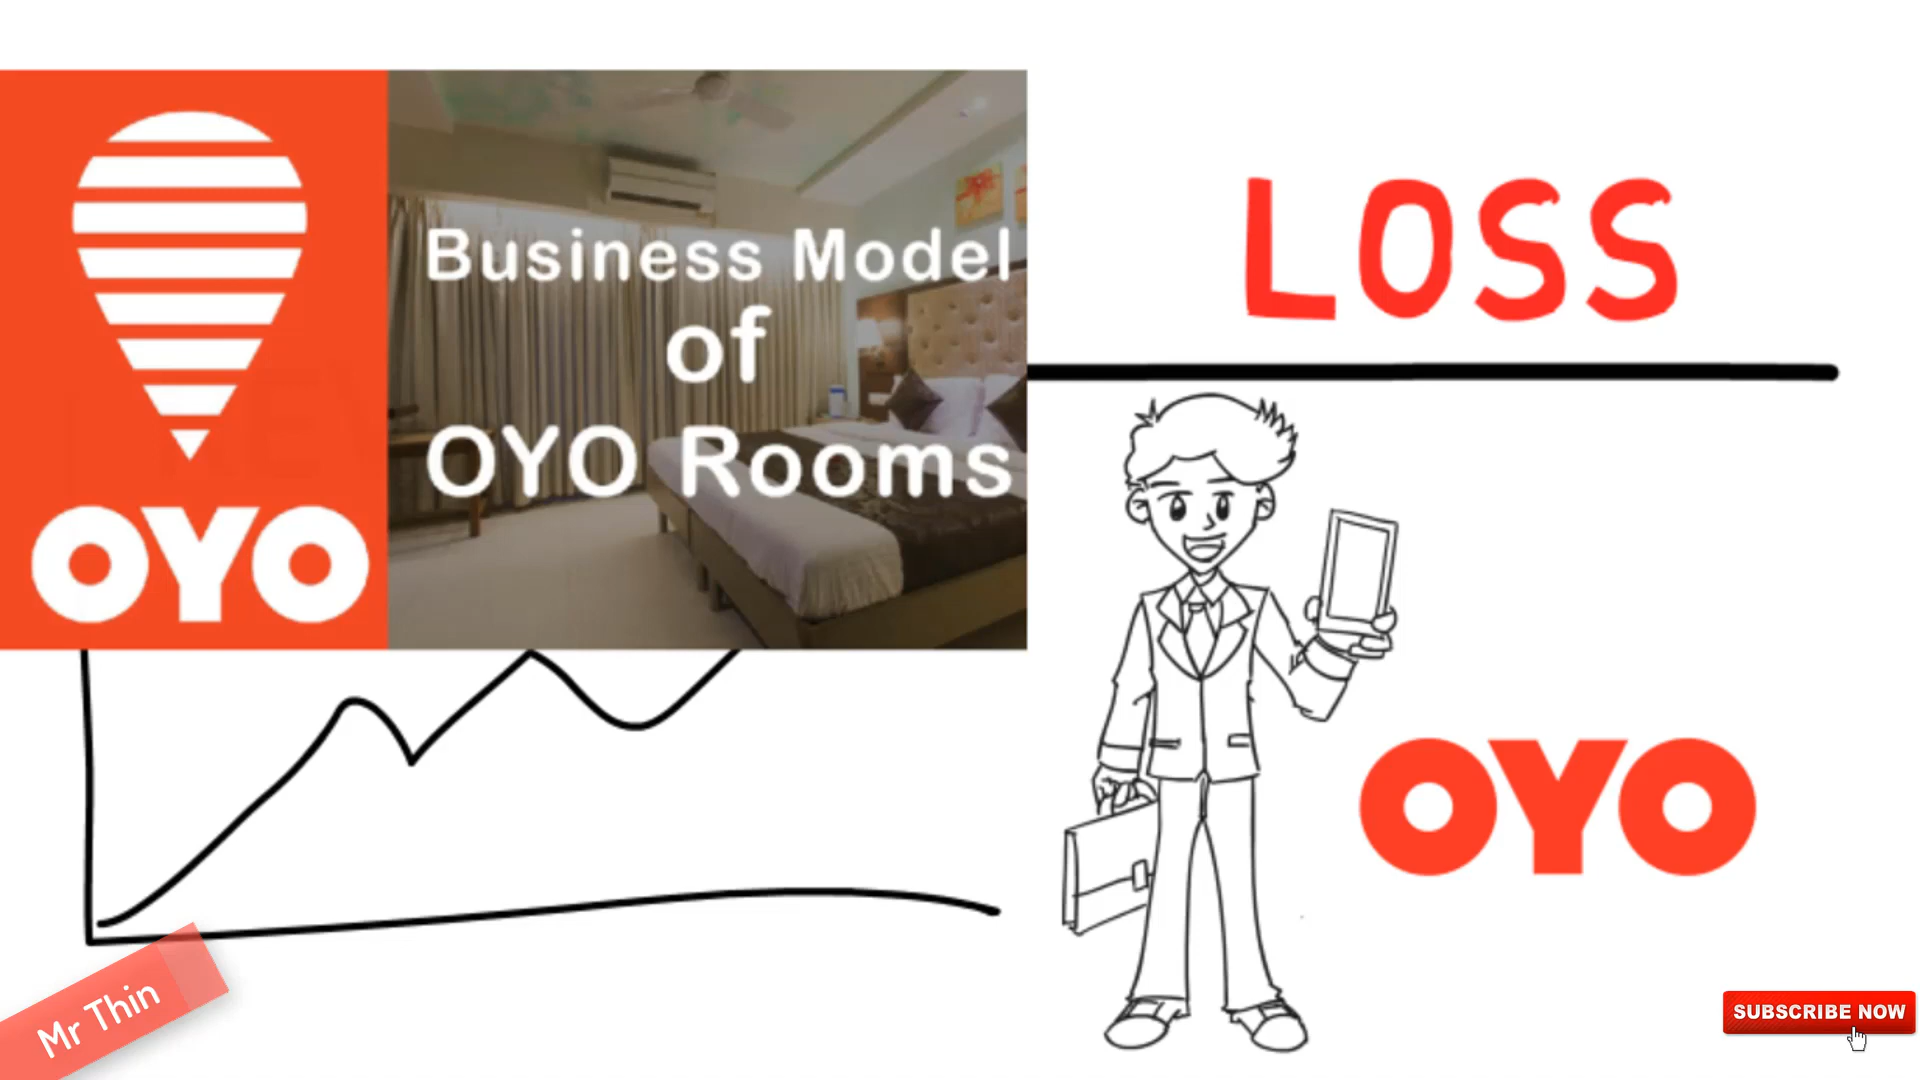 Business Model
of
OYO Rooms
OYO
LOSS
OYO
Mr Thin
SUBSCRIBE NOW